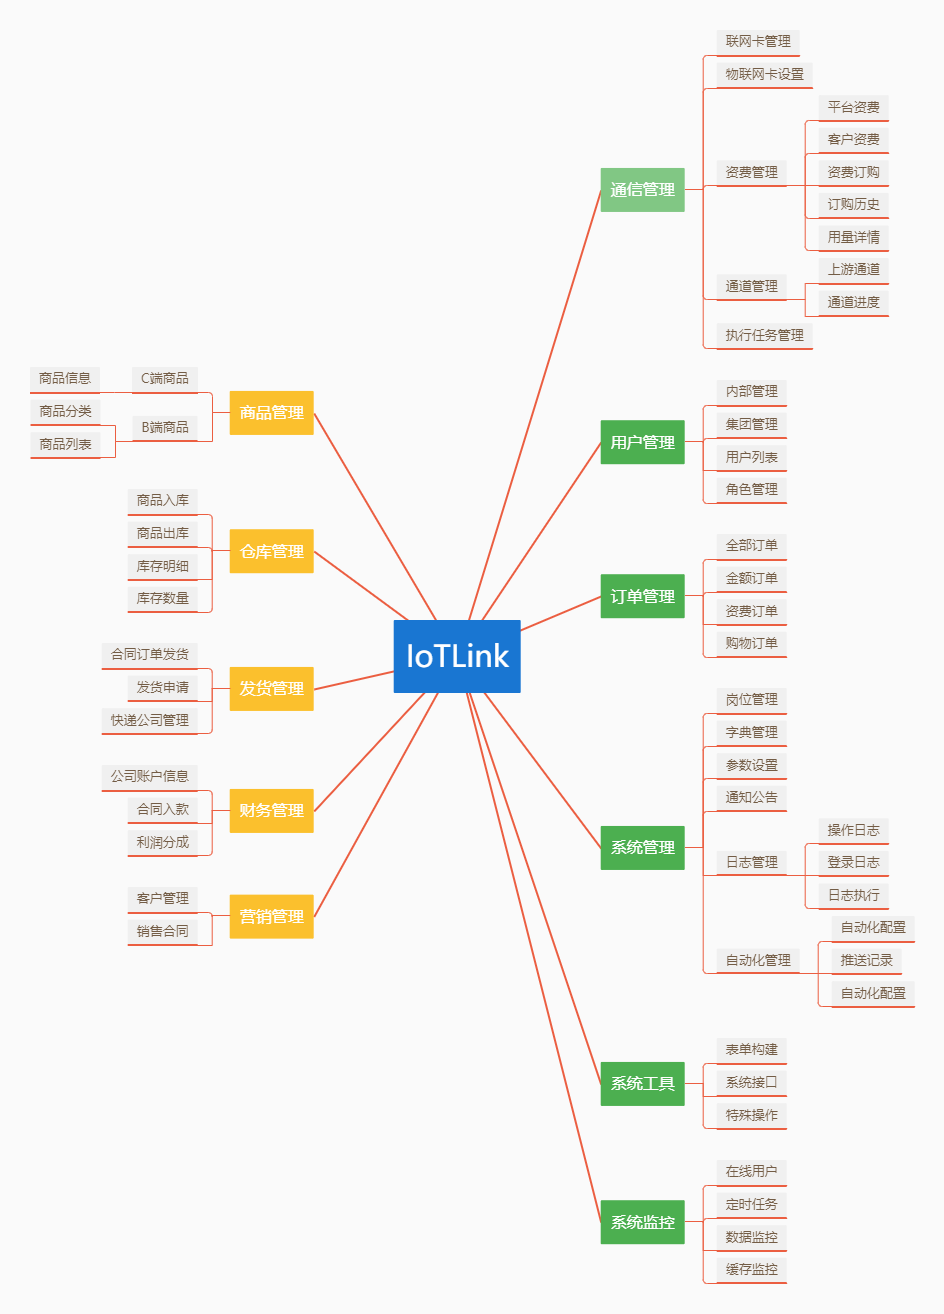 IoTLink
通信管理
联网卡管理
物联网卡设置
资费管理
平台资费
客户资费
资费订购
订购历史
用量详情
通道管理
上游通道
通道进度
执行任务管理
用户管理
内部管理
集团管理
用户列表
角色管理
订单管理
全部订单
金额订单
资费订单
购物订单
系统管理
岗位管理
字典管理
参数设置
通知公告
日志管理
操作日志
登录日志
日志执行
自动化管理
自动化配置
推送记录
自动化配置
系统工具
表单构建
系统接口
特殊操作
系统监控
在线用户
定时任务
数据监控
缓存监控
商品管理
C端商品
商品信息
B端商品
商品分类
商品列表
仓库管理
商品入库
商品出库
库存明细
库存数量
发货管理
合同订单发货
发货申请
快递公司管理
财务管理
公司账户信息
合同入款
利润分成
营销管理
客户管理
销售合同